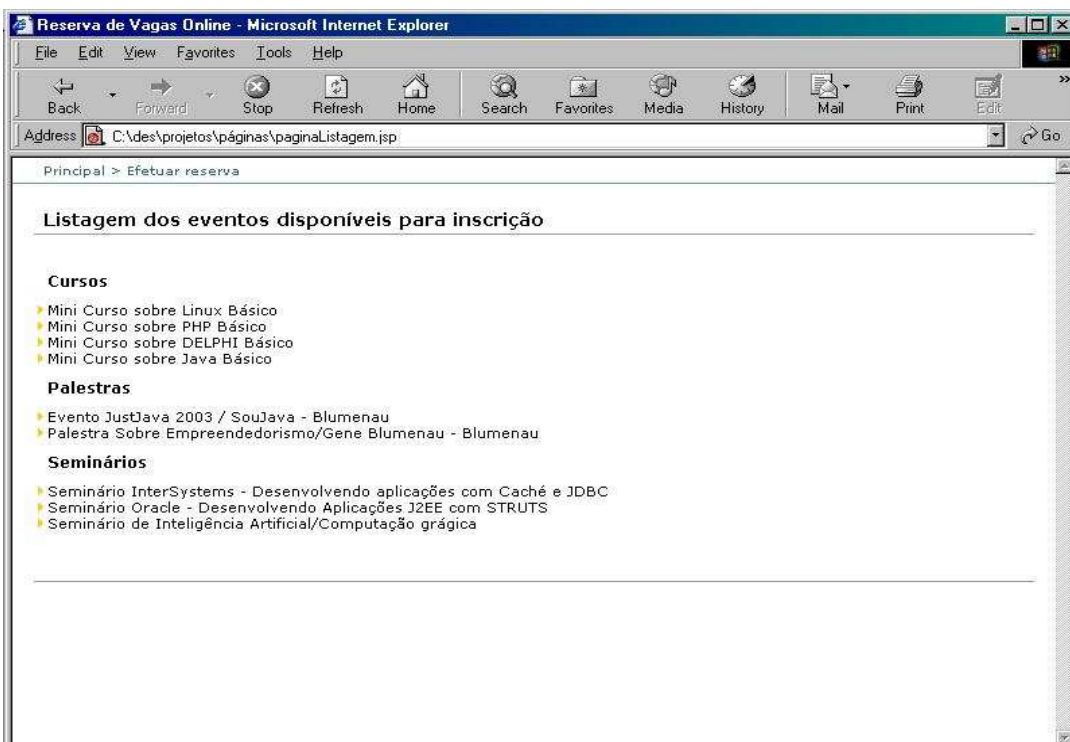 Reserva de Vagas Online - Microsoft Internet Explorer
File Edit View Favorites Tools Help
Back Forward Stop Refresh Home Search Favorites Media History Mail Print Edit »
Address C:\des\projetos\páginas\paginaListagem.jsp Go
Principal > Efetuar reserva
Listagem dos eventos disponíveis para inscrição
Cursos
Mini Curso sobre Linux Básico
Mini Curso sobre PHP Básico
Mini Curso sobre DELPHI Básico
Mini Curso sobre Java Básico
Palestras
Evento JustJava 2003 / SouJava - Blumenau
Palestra Sobre Empreendedorismo/Gene Blumenau - Blumenau
Seminários
Seminário InterSystems - Desenvolvendo aplicações com Caché e JDBC
Seminário Oracle - Desenvolvendo Aplicações J2EE com STRUTS
Seminário de Inteligência Artificial/Computação grágica